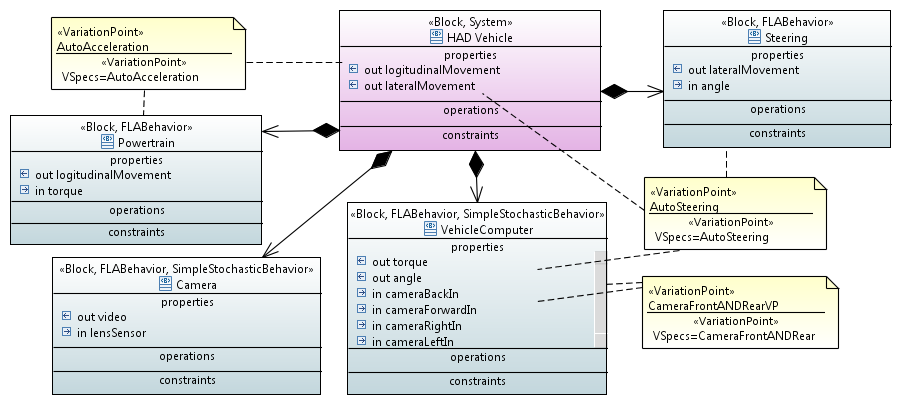 «VariationPoint»
AutoAcceleration
«VariationPoint»
VSpecs=AutoAcceleration
«Block, System»
HAD Vehicle
properties
out logitudinalMovement
out lateralMovement
operations
constraints
«Block, FLABehavior»
Steering
properties
out lateralMovement
in angle
operations
constraints
«Block, FLABehavior»
Powertrain
properties
out logitudinalMovement
in torque
operations
constraints
«VariationPoint»
AutoSteering
«VariationPoint»
VSpecs=AutoSteering
«Block, FLABehavior, SimpleStochasticBehavior»
VehicleComputer
properties
out torque
out angle
in cameraBackIn
in cameraForwardIn
in cameraRightIn
in cameraLeftIn
operations
constraints
«Block, FLABehavior, SimpleStochasticBehavior»
Camera
properties
out video
in lensSensor
operations
constraints
«VariationPoint»
CameraFrontANDRearVP
«VariationPoint»
VSpecs=CameraFrontANDRear